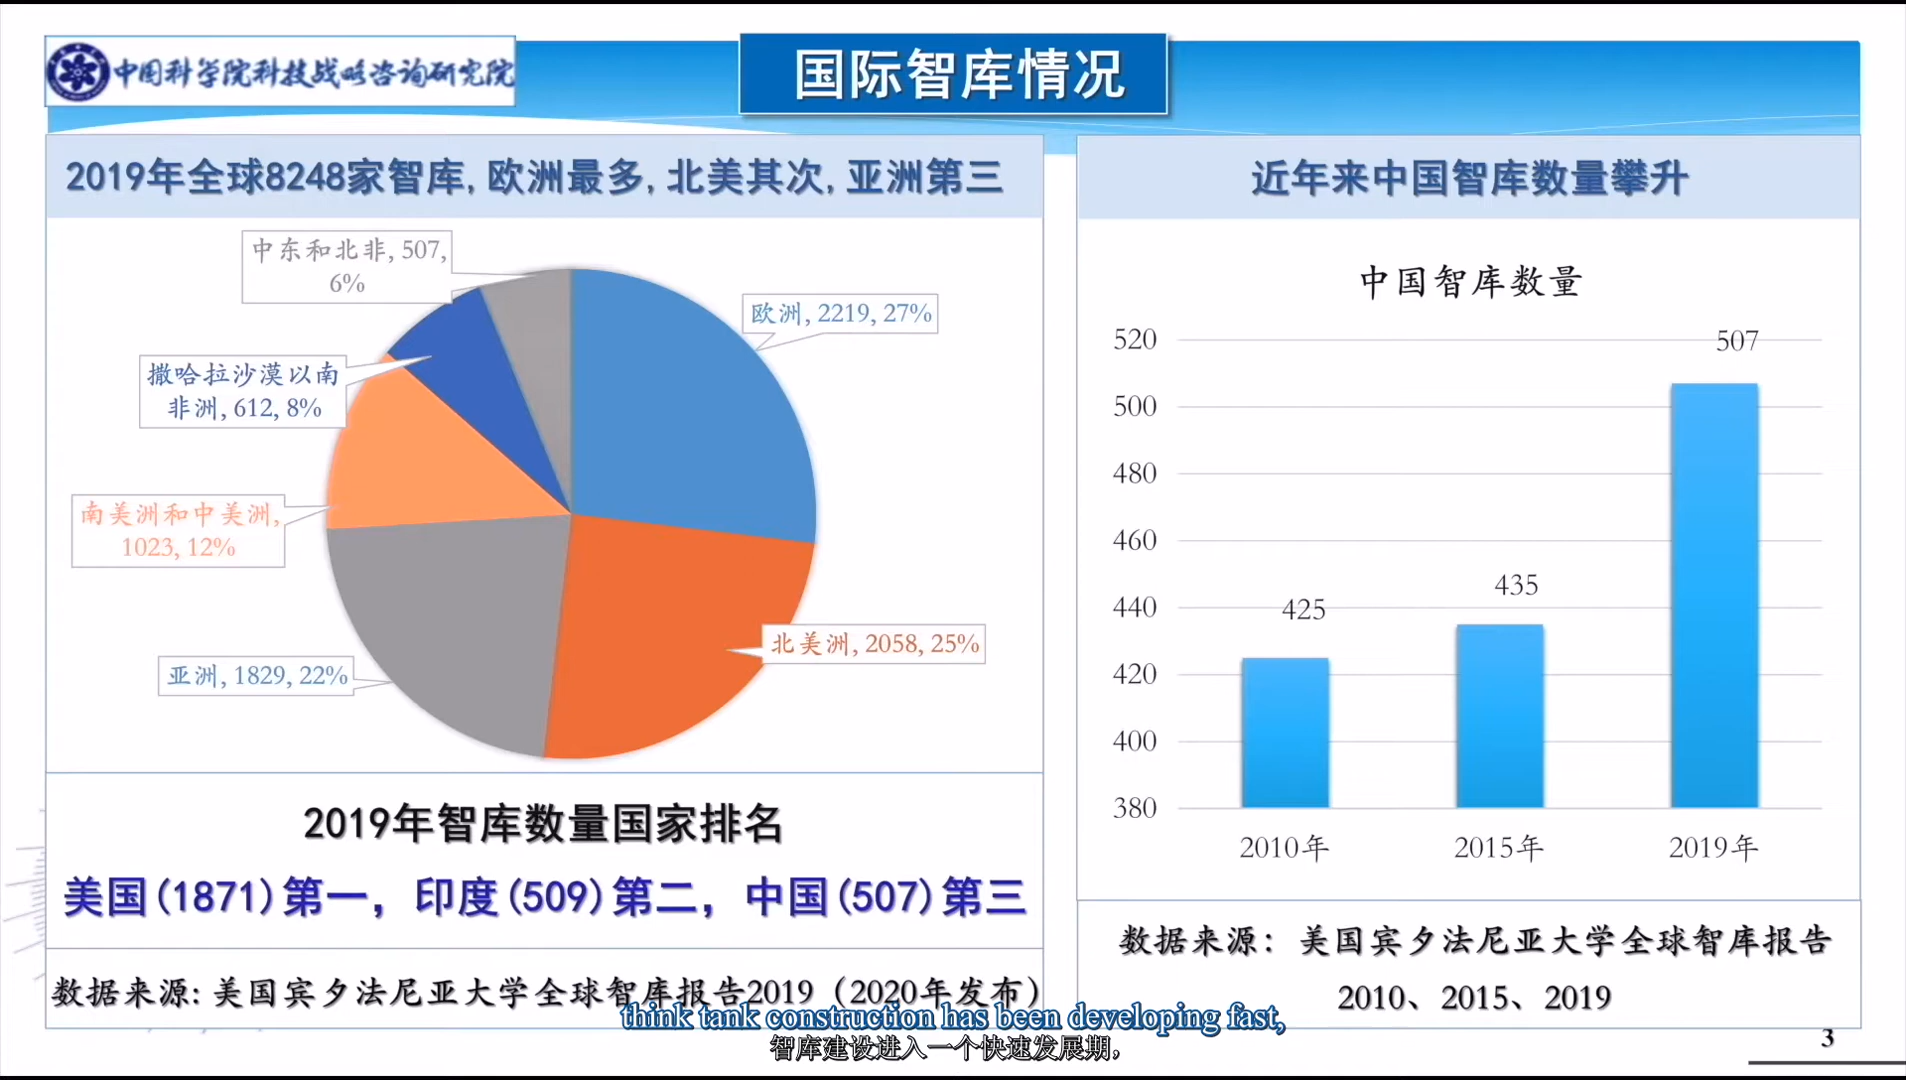 中国科学院科技战略咨询研究院
国际智库情况
2019年全球8248家智库,欧洲最多,北美其次,亚洲第三
中东和北非, 507,
6%
欧洲, 2219, 27%
撒哈拉沙漠以南
非洲, 612, 8%
南美洲和中美洲,
1023, 12%
北美洲, 2058, 25%
亚洲, 1829, 22%
2019年智库数量国家排名
美国(1871)第一，印度(509)第二，中国(507)第三
数据来源: 美国宾夕法尼亚大学全球智库报告2019（2020年发布）
近年来中国智库数量攀升
中国智库数量
520
500
480
460
440
420
400
380
425
435
507
2010年
2015年
2019年
数据来源： 美国宾夕法尼亚大学全球智库报告
2010、2015、2019
think tank construction has been developing fast,
智库建设进入一个快速发展期,
3